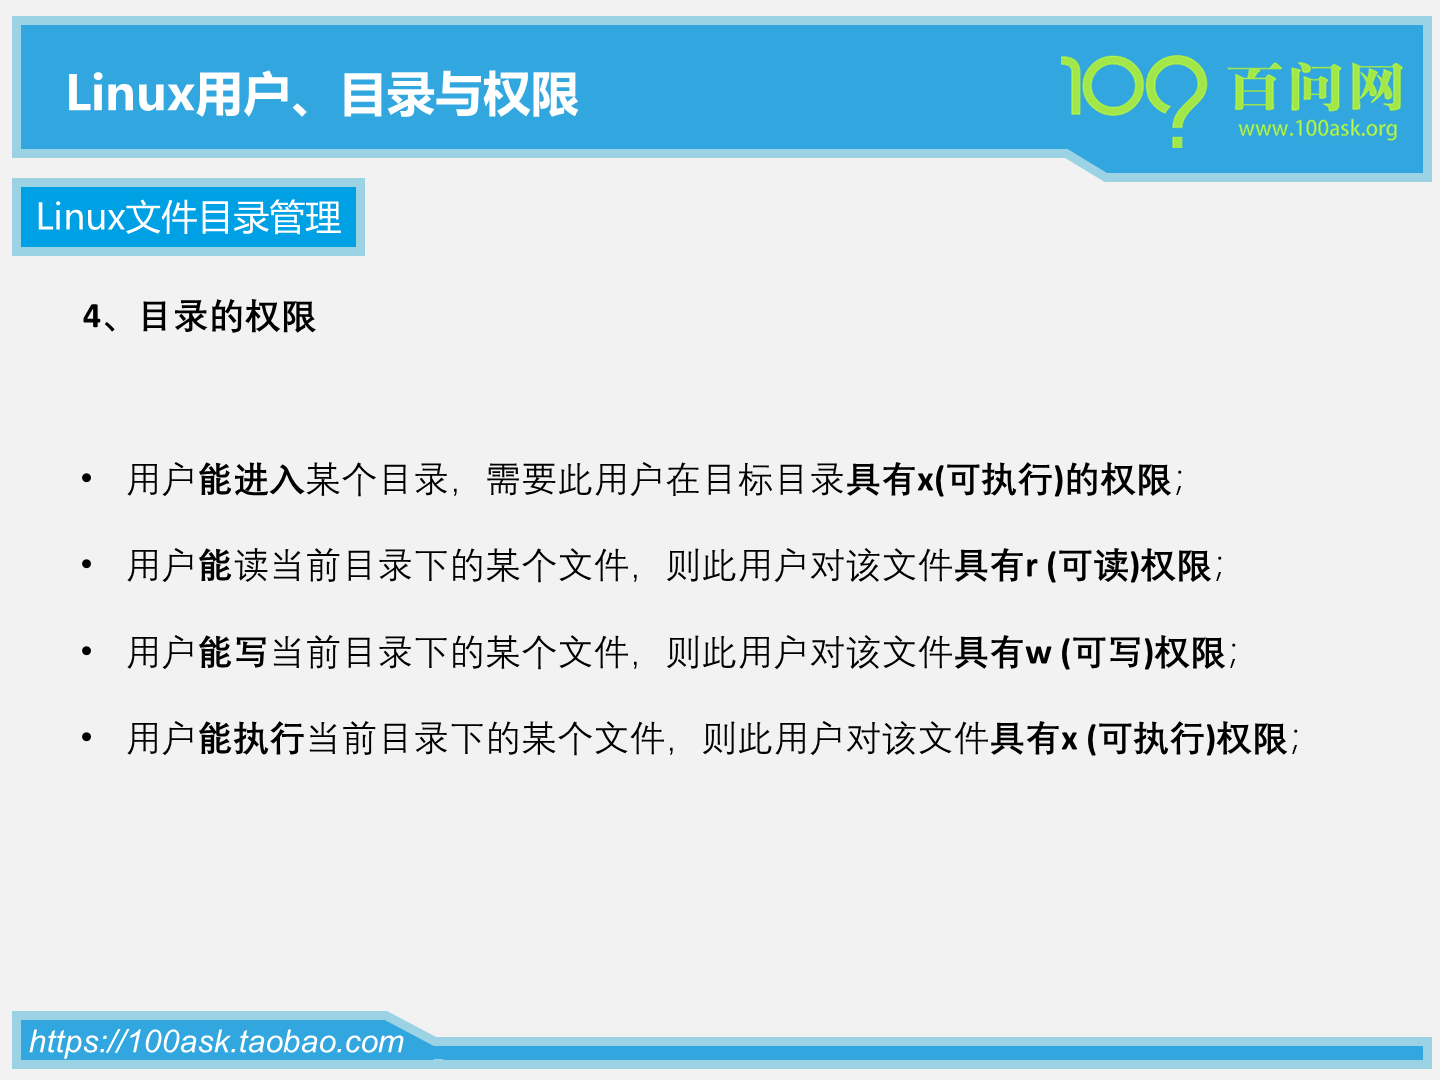 Linux用户、目录与权限
100? 百问网
www.100ask.org
Linux文件目录管理
4、目录的权限
• 用户能进入某个目录，需要此用户在目标目录具有x(可执行)的权限；
• 用户能读当前目录下的某个文件，则此用户对该文件具有r (可读)权限；
• 用户能写当前目录下的某个文件，则此用户对该文件具有w (可写)权限；
• 用户能执行当前目录下的某个文件，则此用户对该文件具有x (可执行)权限；
https://100ask.taobao.com